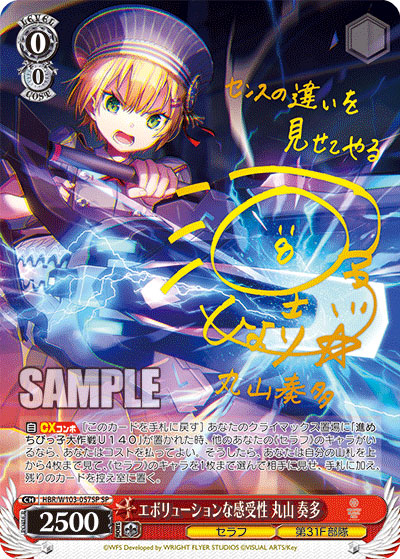 LEVEL
0
0
COST
センスの違いを
見せてやる
丸山奏多
SAMPLE
自 CXコンボ ［このカードを手札に戻す］ あなたのクライマックス置場に「進め
ちびっ子大作戦U140」が置かれた時、他のあなたの《セラフ》のキャラがい
るなら、あなたはコストを払ってよい。そうしたら、あなたは自分の山札を上
から4枚まで見て、《セラフ》のキャラを1枚まで選んで相手に見せ、手札に加え、
残りのカードを控え室に置く。
Ch HBR/W103-057SP SP
エボリューションな感受性 丸山 奏多
2500
セラフ
第31F部隊
©WFS Developed by WRIGHT FLYER STUDIOS ©VISUAL ARTS/Key